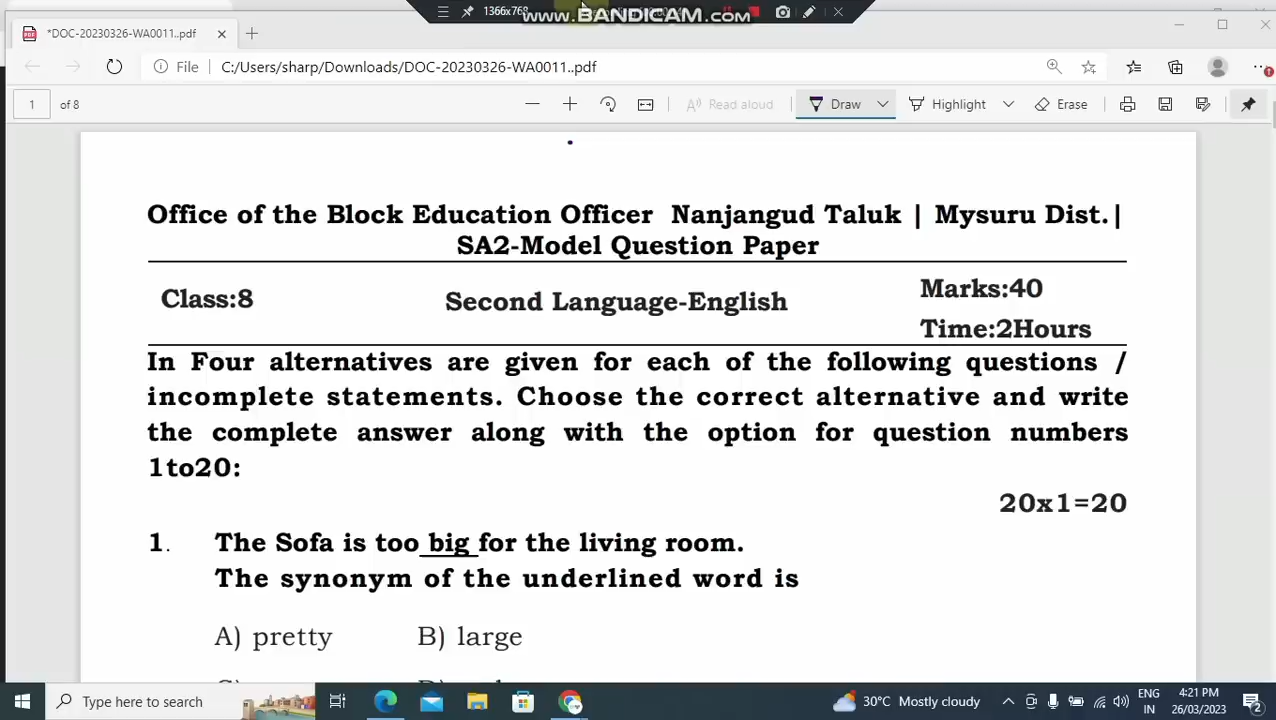 1366x768
www.BANDICAM.com
*DOC-20230326-WA0011..pdf
File
C:/Users/sharp/Downloads/DOC-20230326-WA0011..pdf
1 of 8
Read aloud
Draw
Highlight
Erase
Office of the Block Education Officer Nanjangud Taluk | Mysuru Dist.|
SA2-Model Question Paper
Class:8
Second Language-English
Marks:40
Time:2Hours
In Four alternatives are given for each of the following questions /
incomplete statements. Choose the correct alternative and write
the complete answer along with the option for question numbers
1to20:
20x1=20
1. The Sofa is too big for the living room.
The synonym of the underlined word is
A) pretty B) large
Type here to search
30°C Mostly cloudy
ENG
IN
4:21 PM
26/03/2023
2